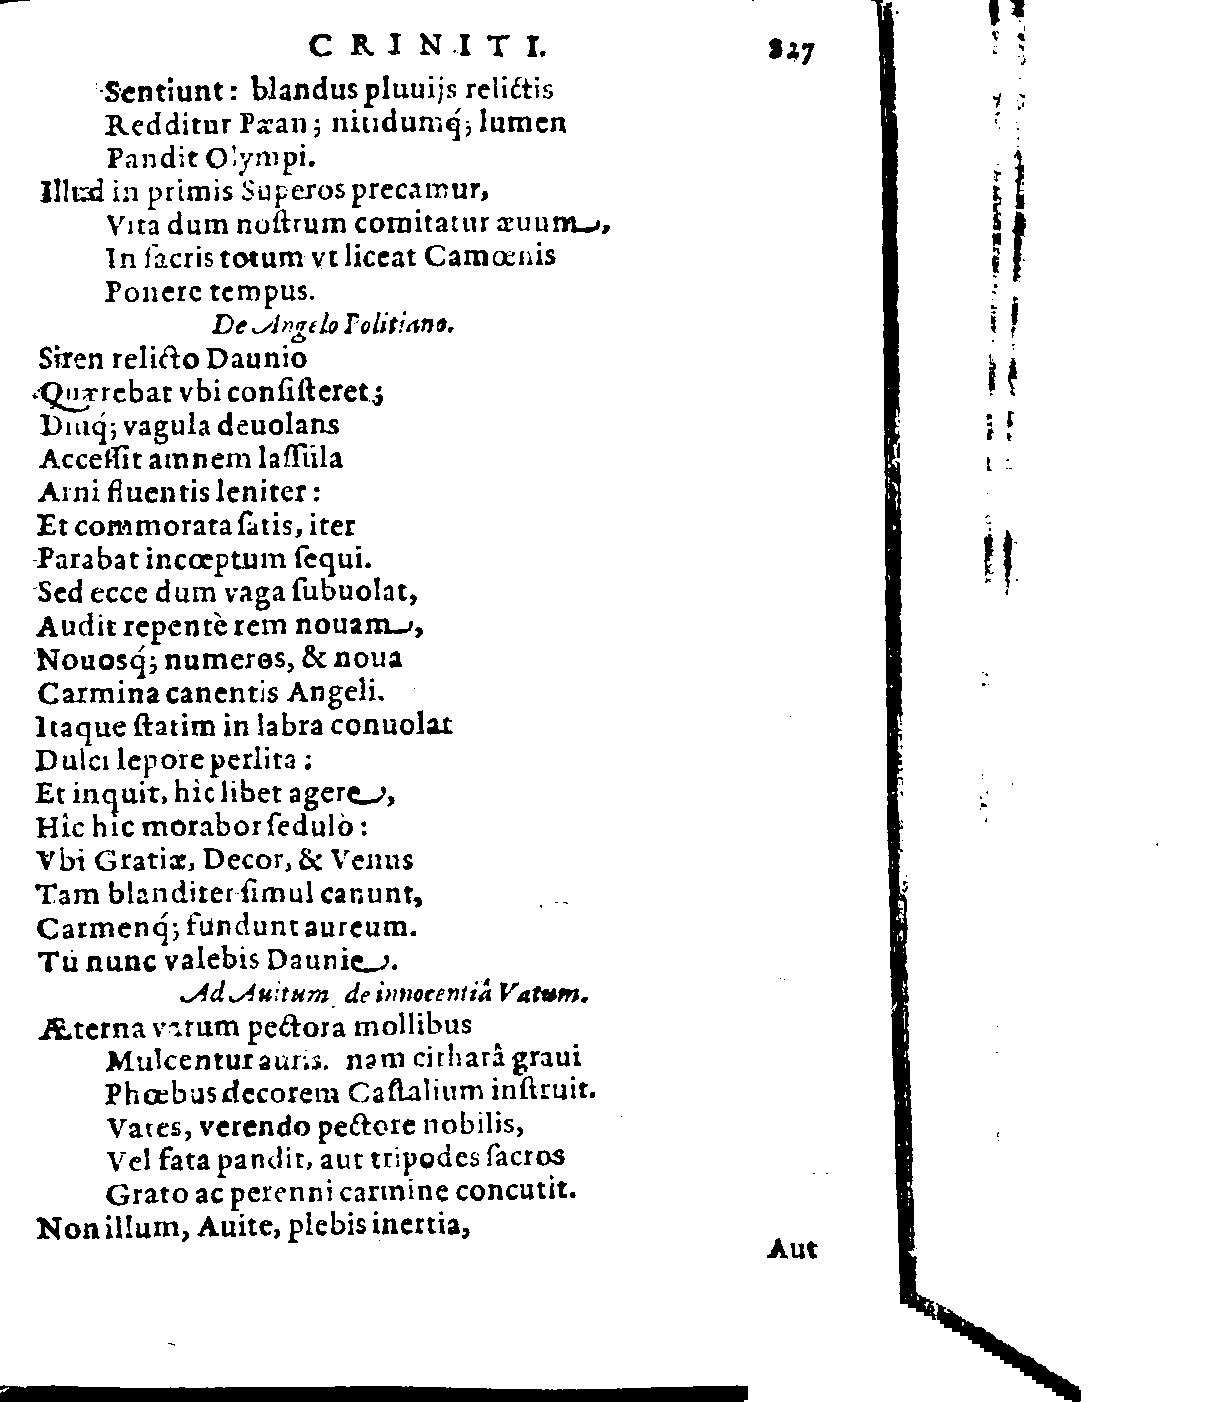 CRINITI. 827
Sentiunt: blandus pluuijs relictis
Redditur Pæan; nitidumq́; lumen
Pandit Olympi.
Illud in primis Superos precamur,
Vita dum noſtrum comitatur æuum,
In ſacris totum vt liceat Camœnis
Ponere tempus.
De Angelo Politiano.
Siren relicto Daunio
Quærebat vbi conſiſteret;
Diuq́; vagula deuolans
Acceſſit amnem laſſula
Arni fluentis leniter:
Et commorata ſatis, iter
Parabat incœptum ſequi.
Sed ecce dum vaga ſubuolat,
Audit repentè rem nouam,
Nouosq́; numeros, & noua
Carmina canentis Angeli.
Itaque ſtatim in labra conuolat
Dulci lepore perlita:
Et inquit, hîc libet agere,
Hîc hîc morabor ſedulò:
Vbi Gratiæ, Decor, & Venus
Tam blanditer ſimul canunt,
Carmenq́; fundunt aureum.
Tu nunc valebis Daunie.
Ad Auitum de innocentiâ Vatum.
Æterna vatum pectora mollibus
Mulcentur auris. nam citharâ graui
Phœbus decorem Caſtalium inſtruit.
Vates, verendo pectore nobilis,
Vel fata pandit, aut tripodes ſacros
Grato ac perenni carmine concutit.
Non illum, Auite, plebis inertia,
Aut